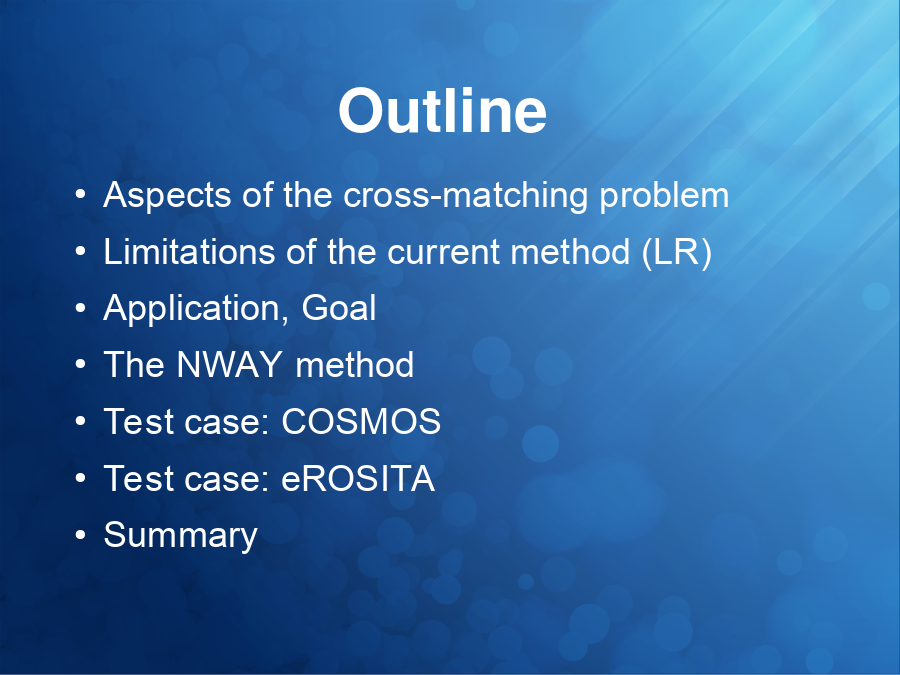 Outline
• Aspects of the cross-matching problem
• Limitations of the current method (LR)
• Application, Goal
• The NWAY method
• Test case: COSMOS
• Test case: eROSITA
• Summary